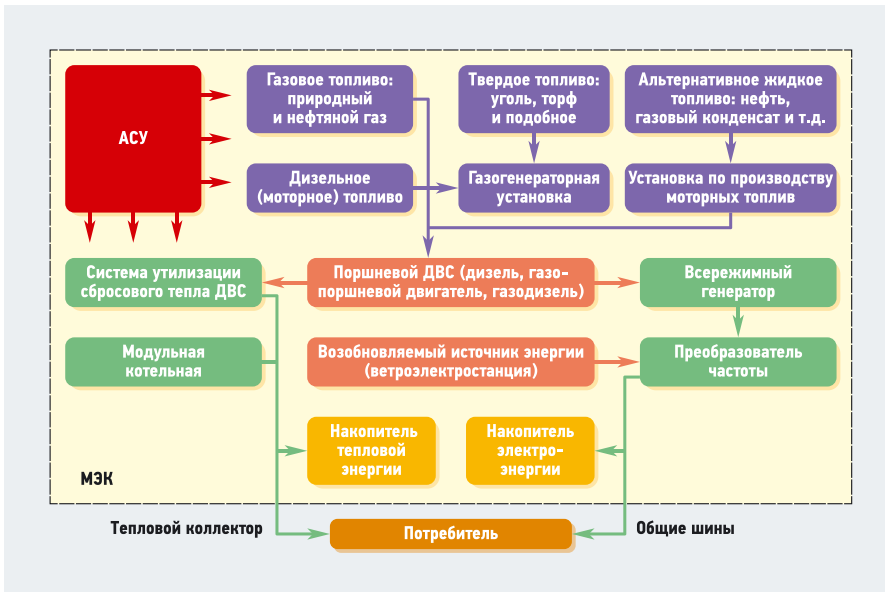 АСУ
Газовое топливо:
природный
и нефтяной газ
Твердое топливо:
уголь, торф
и подобное
Альтернативное жидкое
топливо: нефть,
газовый конденсат и т.д.
Дизельное
(моторное) топливо
Газогенераторная
установка
Установка по производству
моторных топлив
Система утилизации
сбросового тепла ДВС
Поршневой ДВС (дизель, газо-
поршневой двигатель, газодизель)
Всережимный
генератор
Модульная
котельная
Возобновляемый источник энергии
(ветроэлектростанция)
Преобразователь
частоты
Накопитель
тепловой
энергии
Накопитель
электро-
энергии
МЭК
Тепловой коллектор
Потребитель
Общие шины